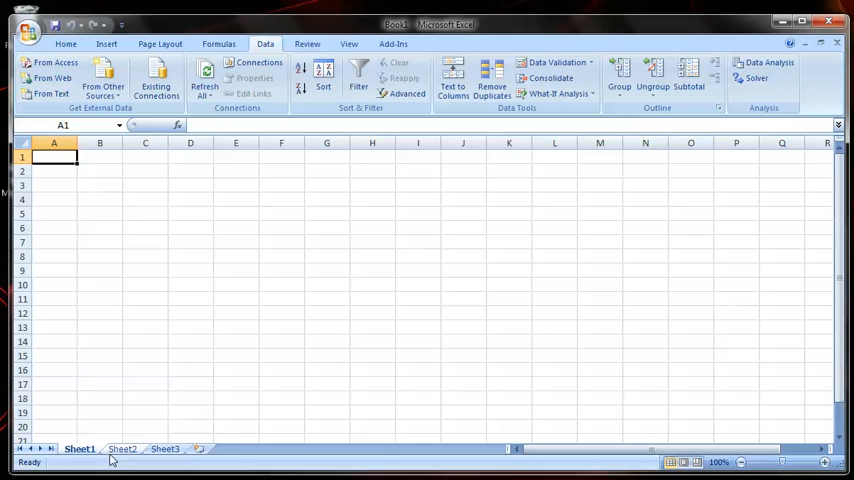 Book1 - Microsoft Excel
Home Insert Page Layout Formulas Data Review View Add-Ins
From Access
From Web
From Text
From Other
Sources
Existing
Connections
Get External Data
Refresh
All
Connections
Properties
Edit Links
Connections
Sort
Filter
Clear
Reapply
Advanced
Sort & Filter
Text to
Columns
Remove
Duplicates
Data Validation
Consolidate
What-If Analysis
Data Tools
Group
Ungroup
Subtotal
Outline
Data Analysis
Solver
Analysis
A1 fx
A B C D E F G H I J K L M N O P Q R
1
2
3
4
5
6
7
8
9
10
11
12
13
14
15
16
17
18
19
20
21
Sheet1 Sheet2 Sheet3
Ready 100%